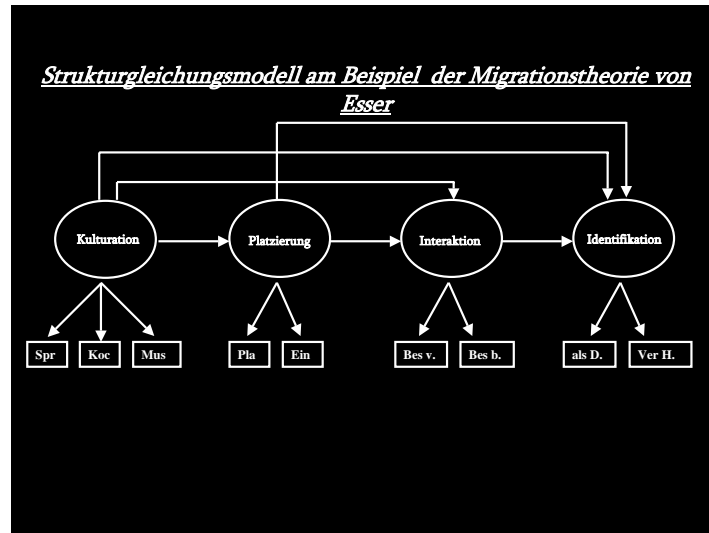 Strukturgleichungsmodell am Beispiel der Migrationstheorie von
Esser
Kulturation
Platzierung
Interaktion
Identifikation
Spr
Koc
Mus
Pla
Ein
Bes v.
Bes b.
als D.
Ver H.